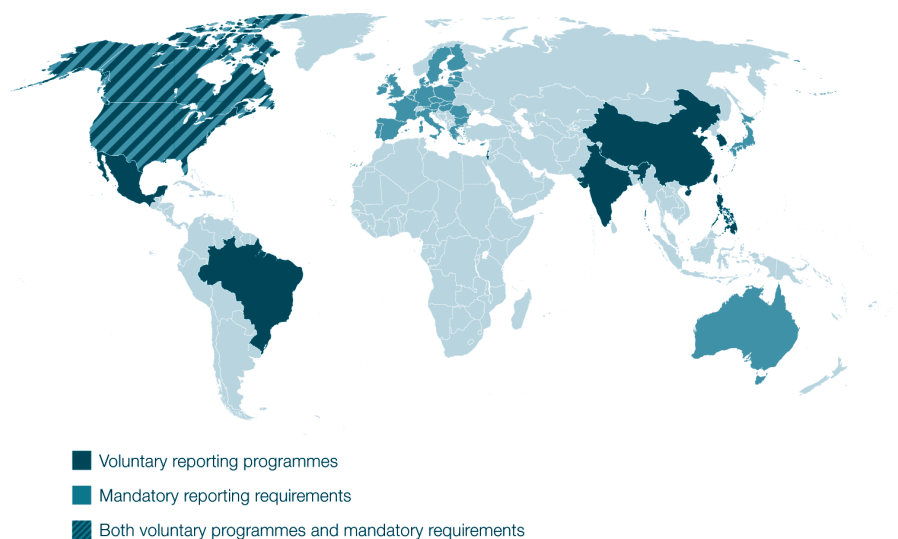 Voluntary reporting programmes
Mandatory reporting requirements
Both voluntary programmes and mandatory requirements